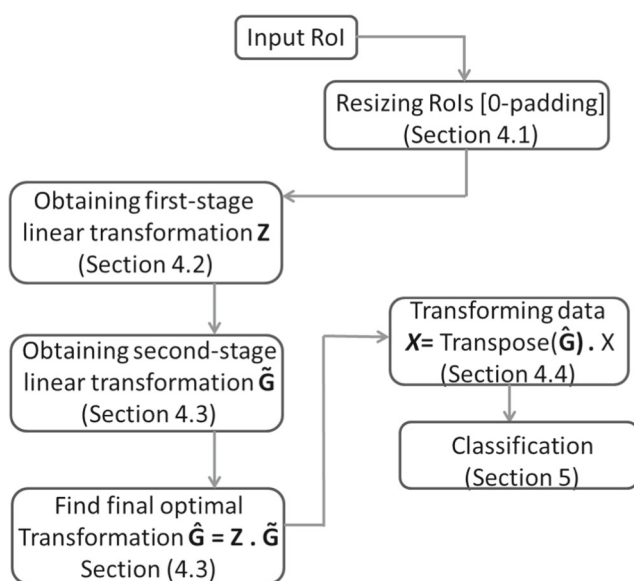 Input RoI
Resizing RoIs [0-padding]
(Section 4.1)
Obtaining first-stage
linear transformation Z
(Section 4.2)
Obtaining second-stage
linear transformation G̃
(Section 4.3)
Find final optimal
Transformation Ĝ = Z . G̃
Section (4.3)
Transforming data
X= Transpose(Ĝ) . X
(Section 4.4)
Classification
(Section 5)